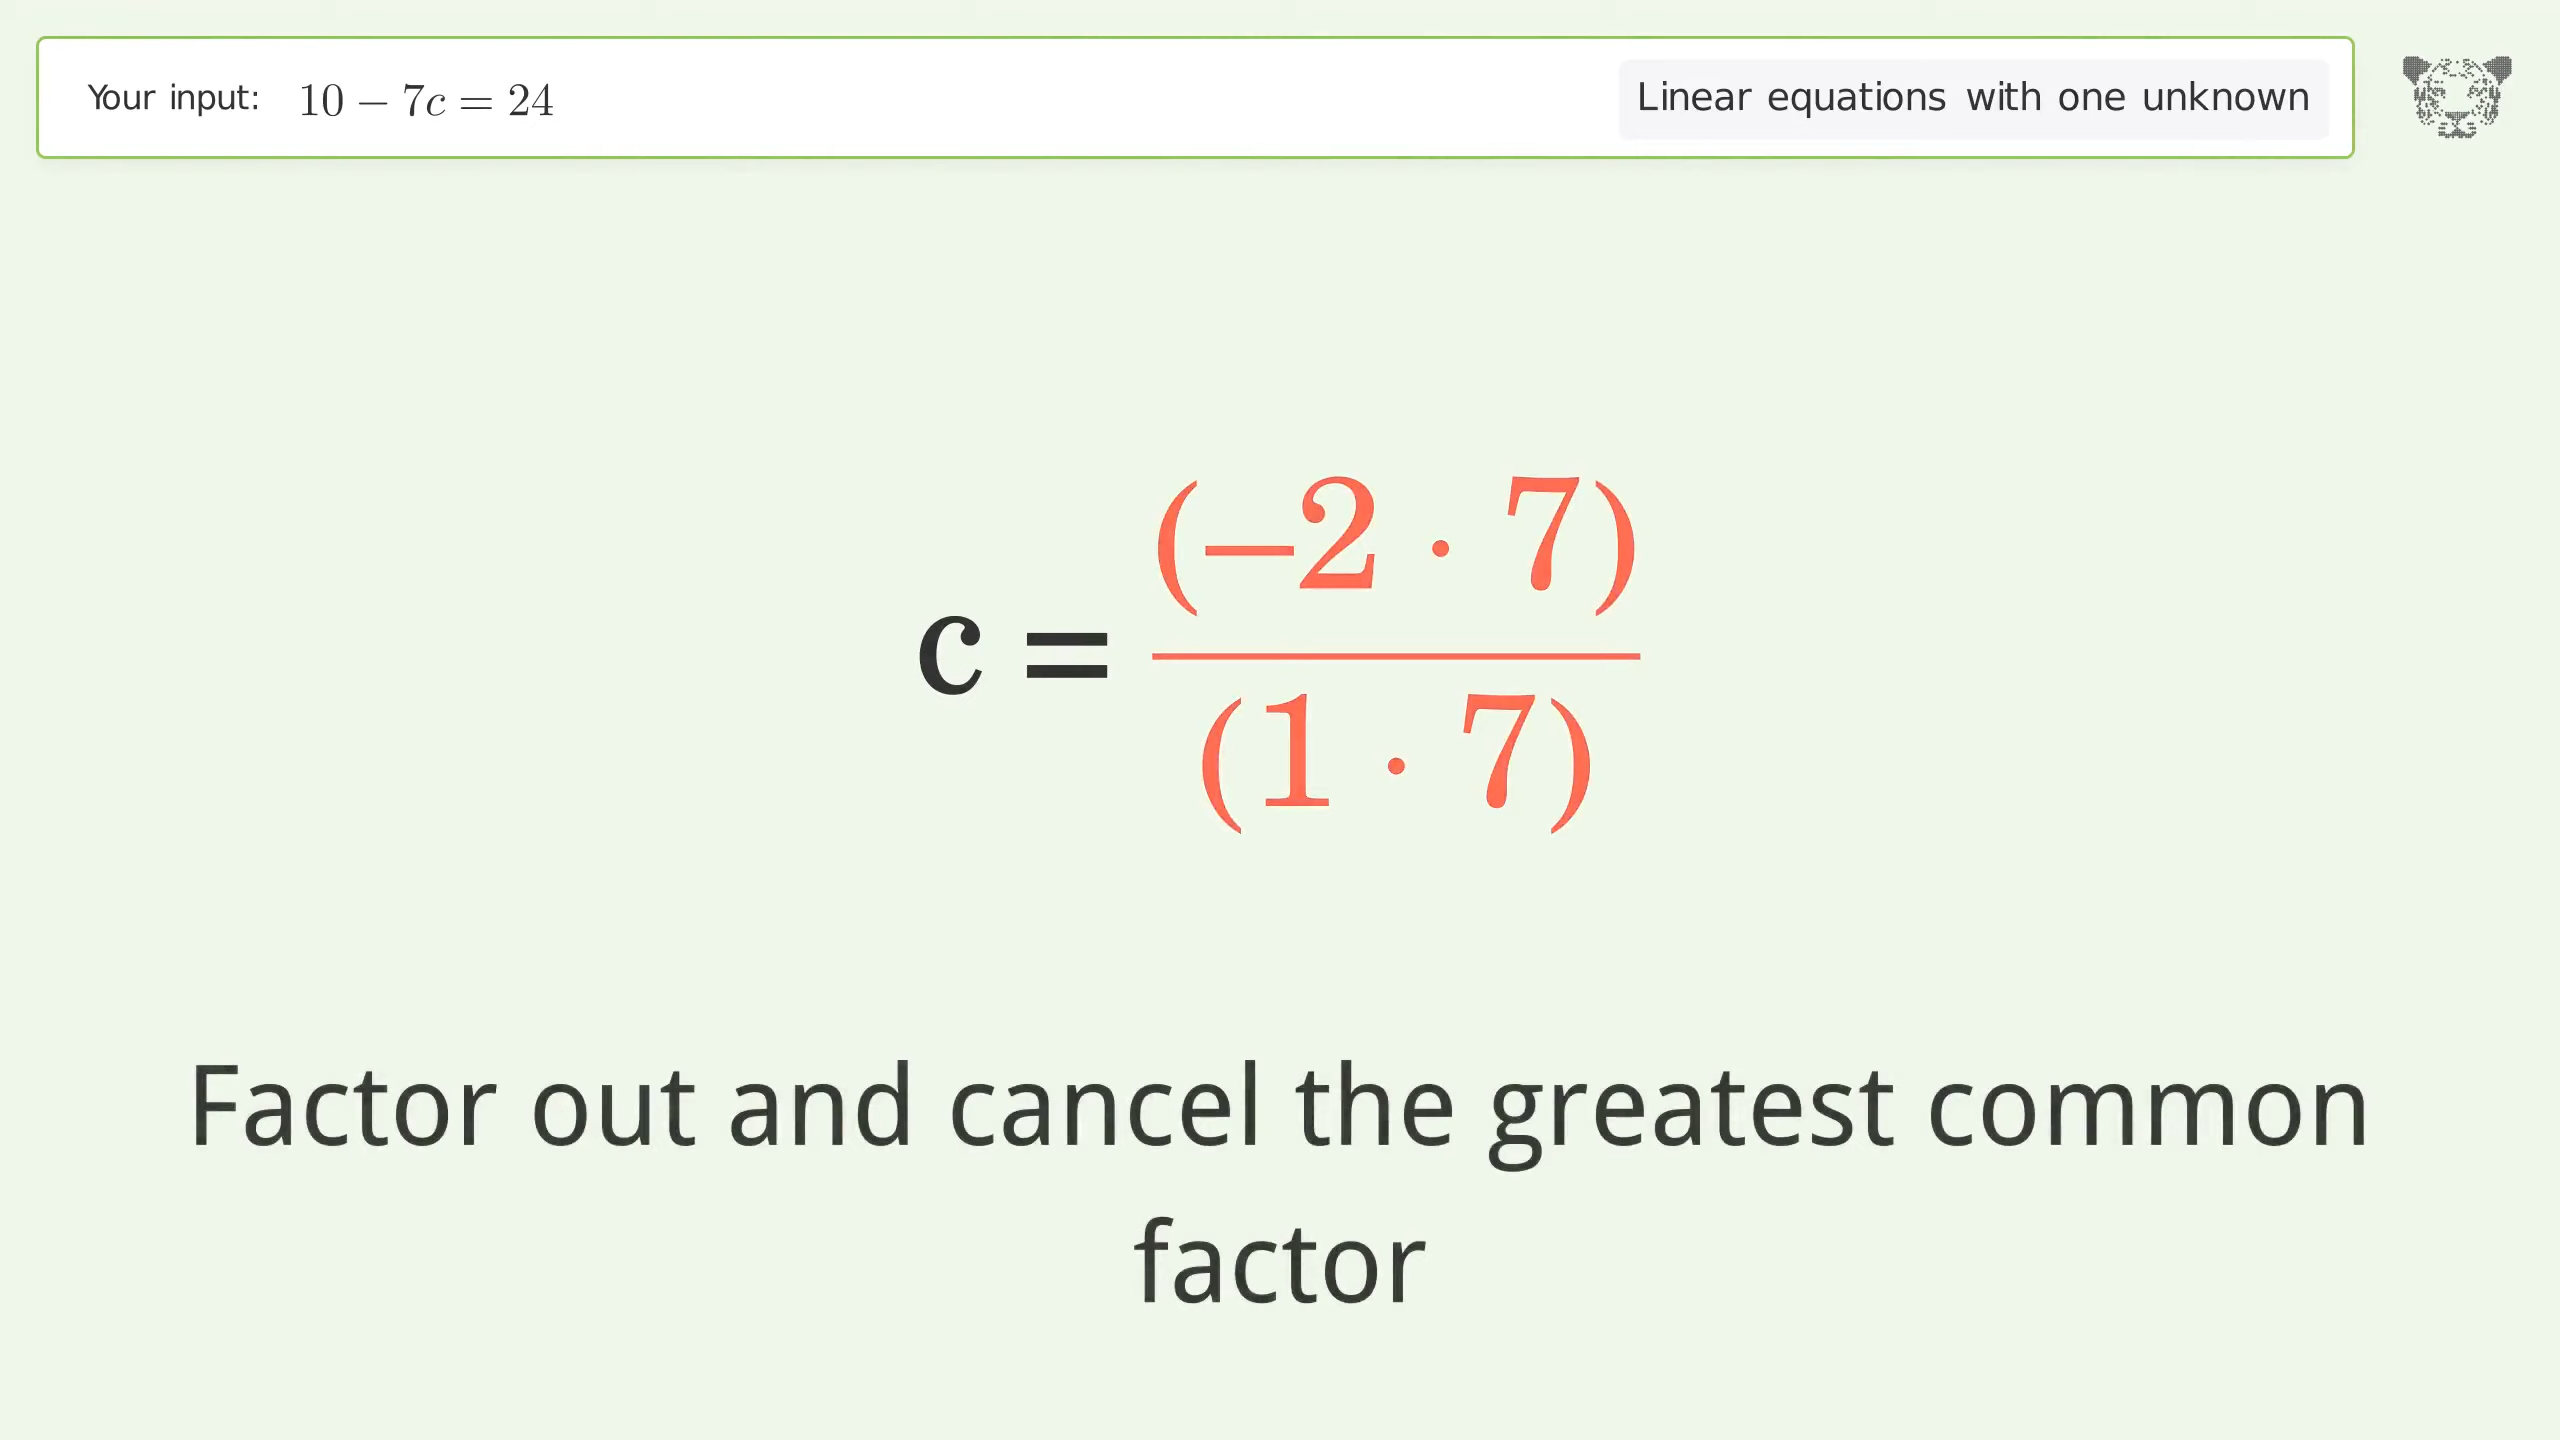 Your input: 10 − 7c = 24
Linear equations with one unknown
c = (−2 · 7) / (1 · 7)
Factor out and cancel the greatest common
factor